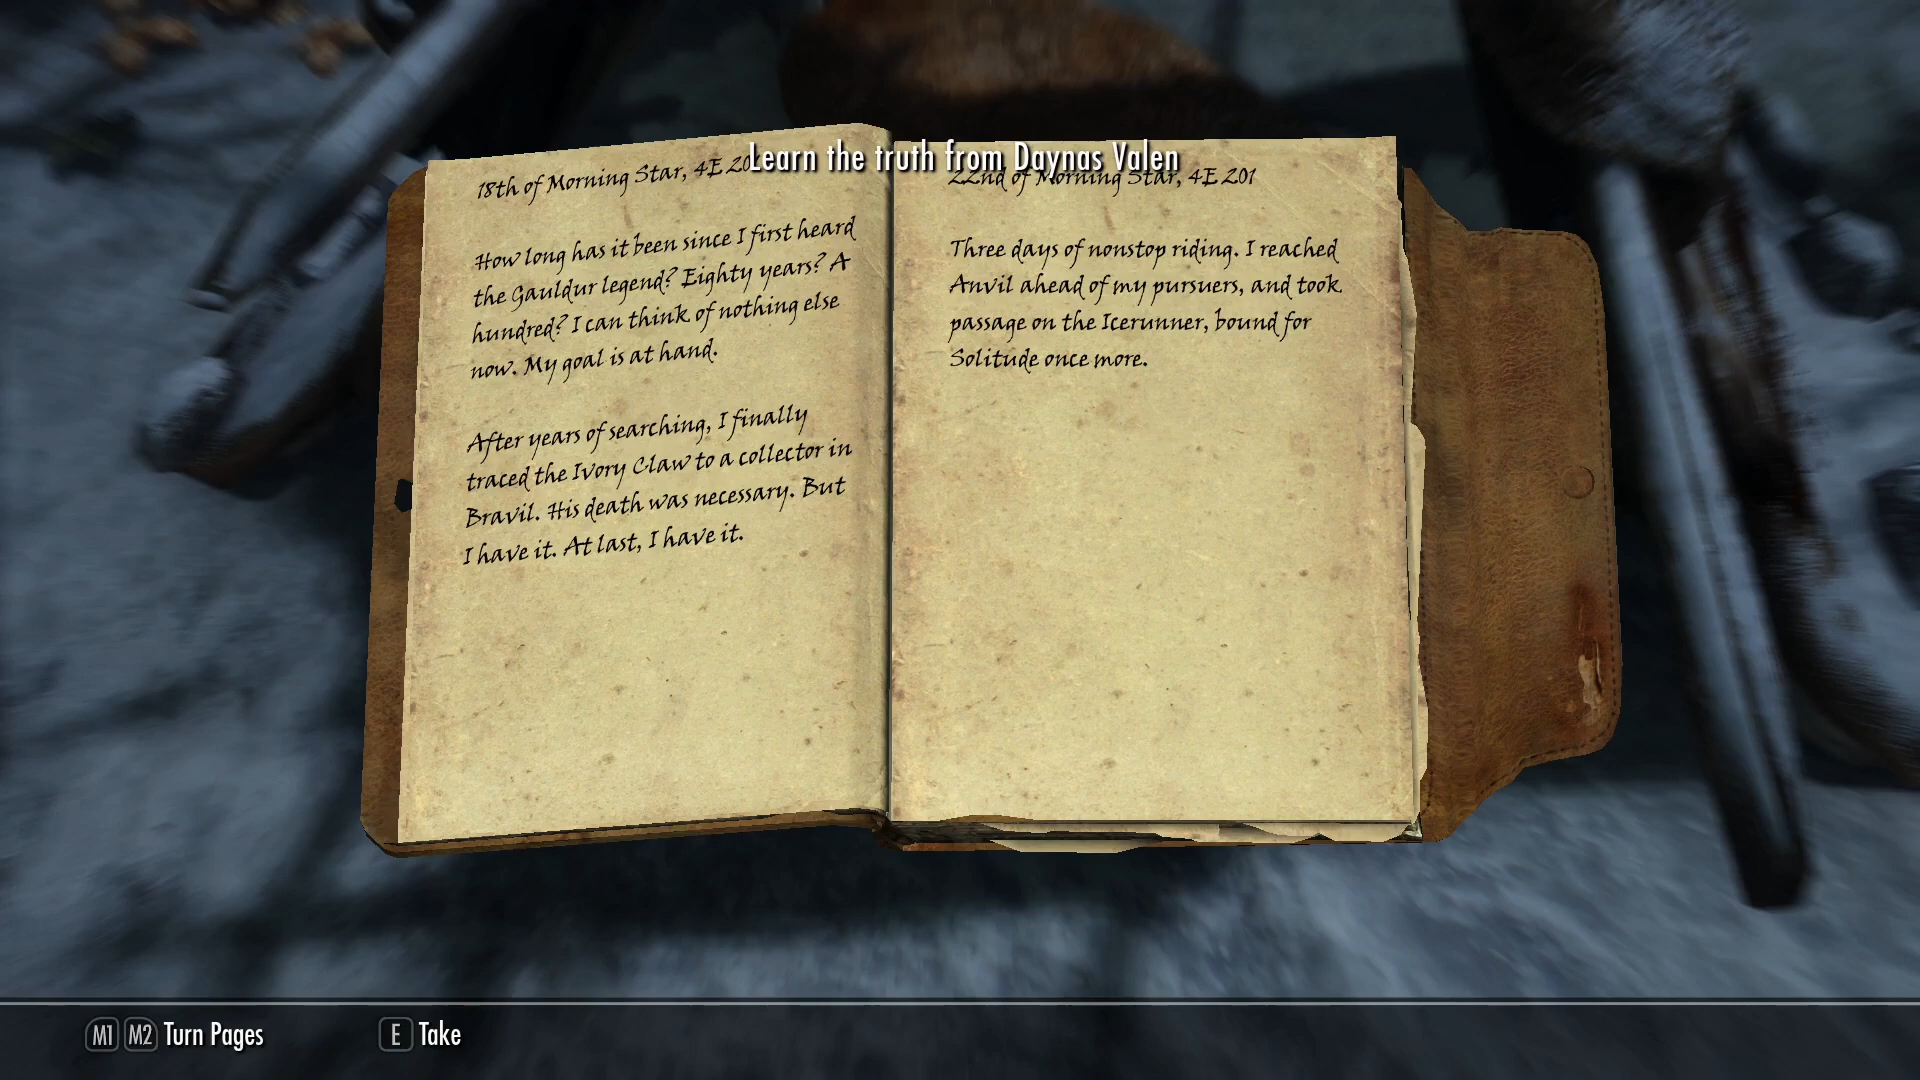 Learn the truth from Daynas Valen
18th of Morning Star, 4E 20
How long has it been since I first heard
the Gauldur legend? Eighty years? A
hundred? I can think of nothing else
now. My goal is at hand.
After years of searching, I finally
traced the Ivory Claw to a collector in
Bravil. His death was necessary. But
I have it. At last, I have it.
22nd of Morning Star, 4E 201
Three days of nonstop riding. I reached
Anvil ahead of my pursuers, and took
passage on the Icerunner, bound for
Solitude once more.
M1 M2 Turn Pages
E Take